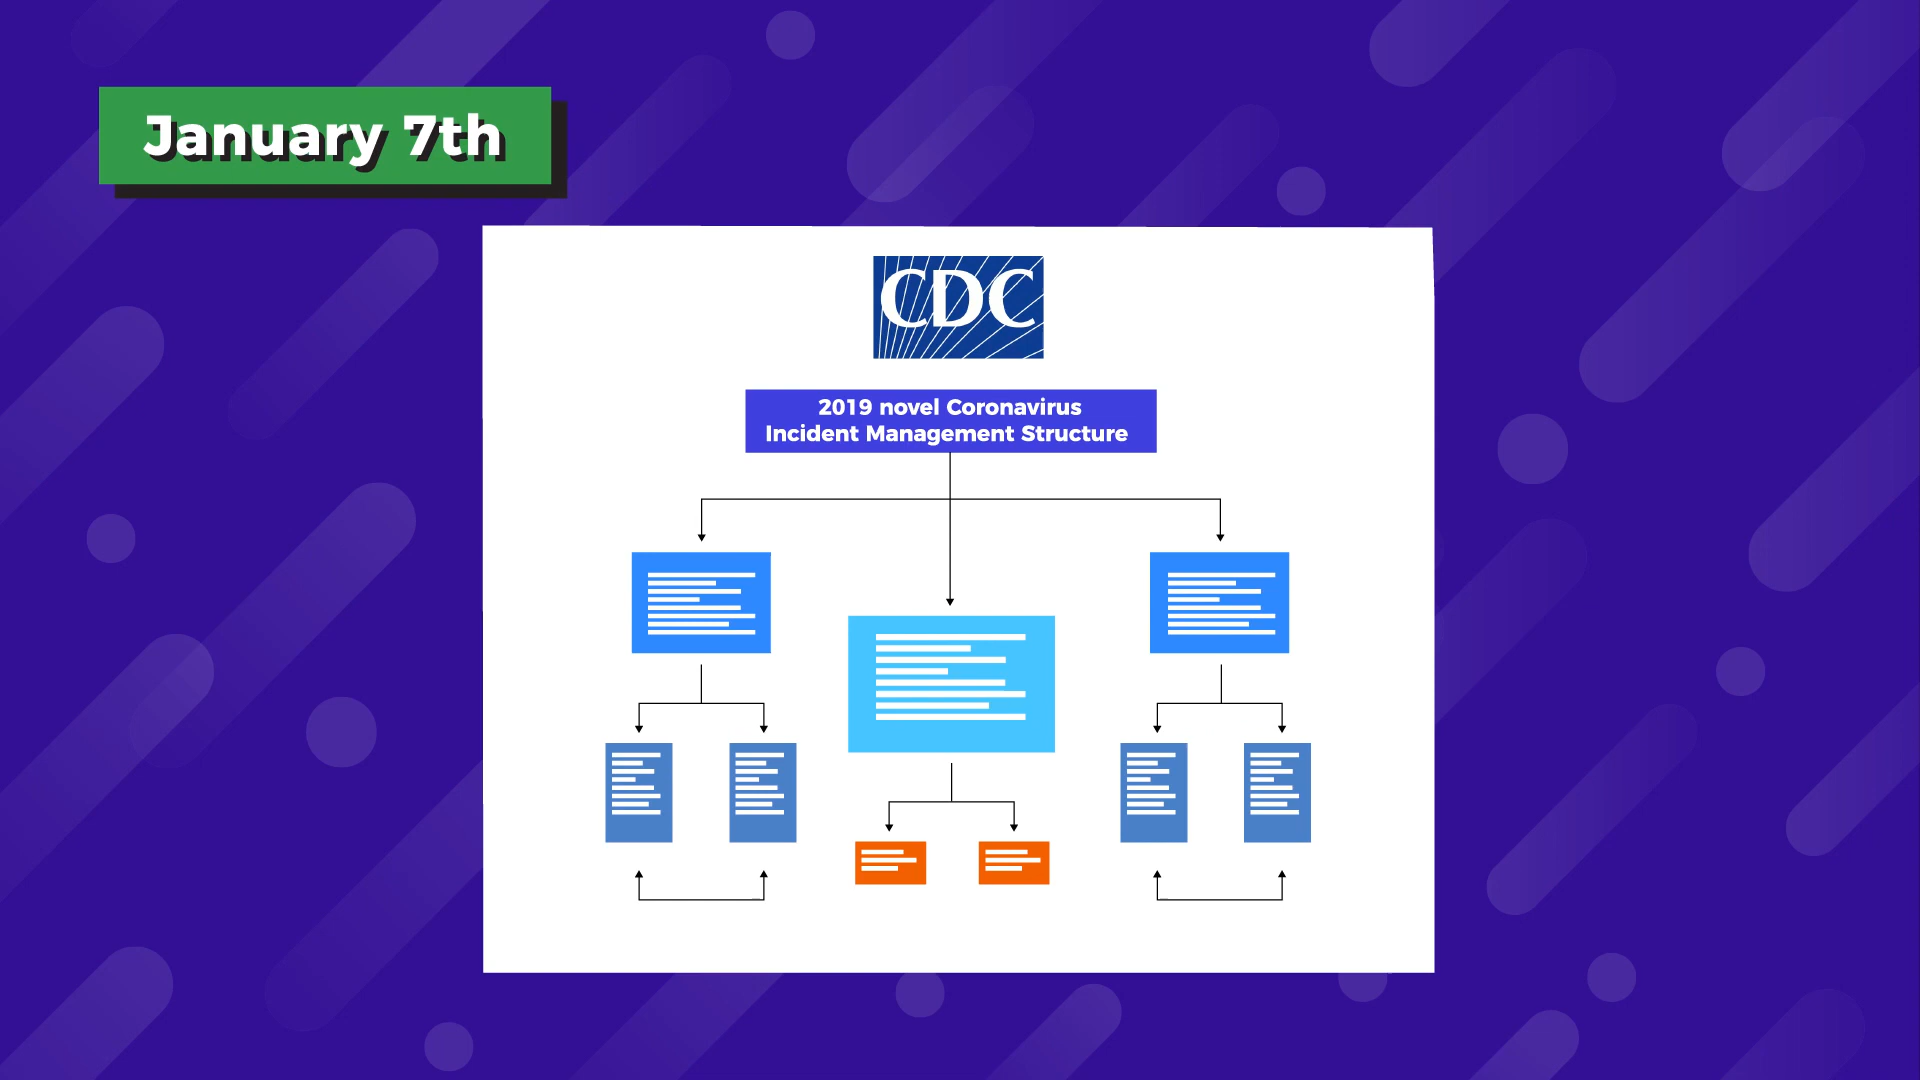 January 7th
CDC
2019 novel Coronavirus
Incident Management Structure